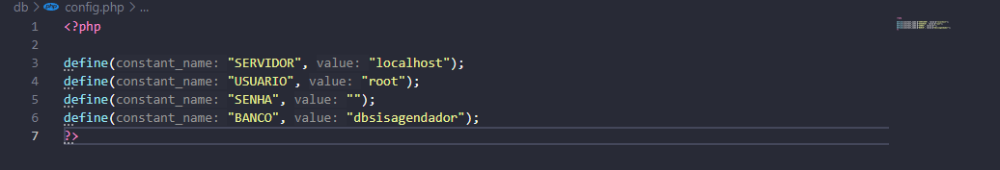 db > config.php > ...
1 <?php
2
3 define(constant_name: "SERVIDOR", value: "localhost");
4 define(constant_name: "USUARIO", value: "root");
5 define(constant_name: "SENHA", value: "");
6 define(constant_name: "BANCO", value: "dbsisagendador");
7 ?>